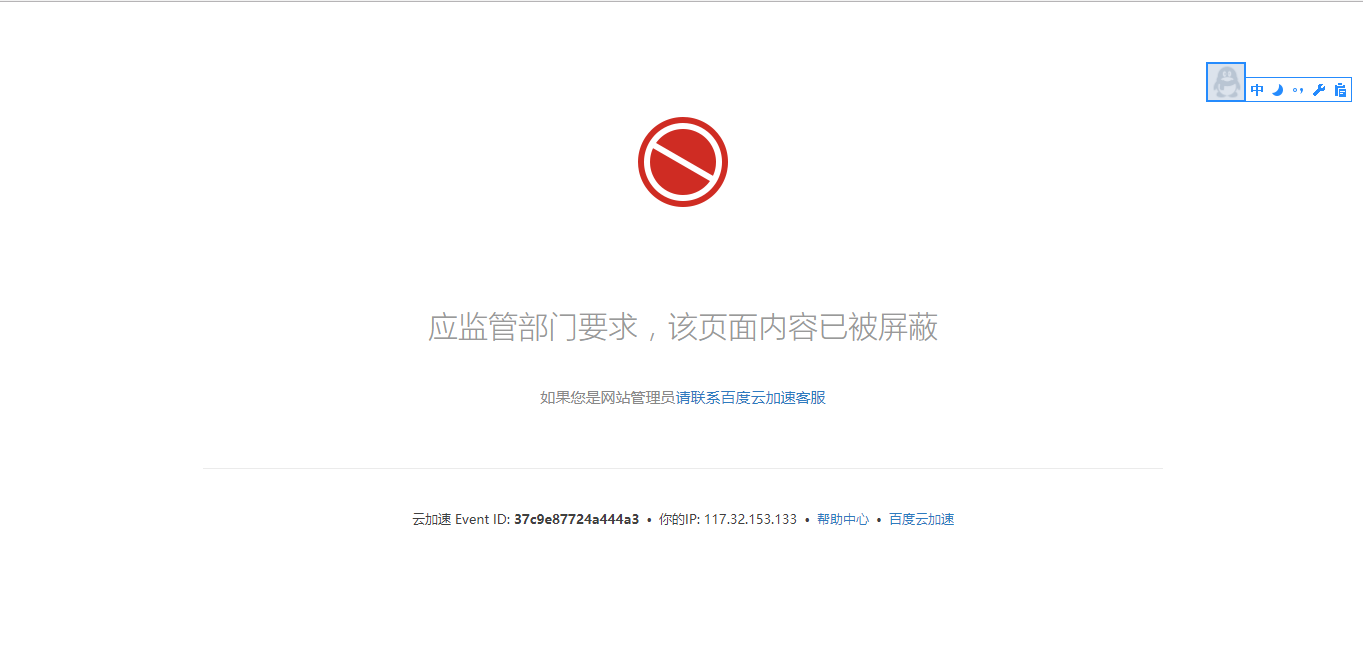 中
应监管部门要求，该页面内容已被屏蔽
如果您是网站管理员请联系百度云加速客服
云加速 Event ID: 37c9e87724a444a3 • 你的IP: 117.32.153.133 • 帮助中心 • 百度云加速